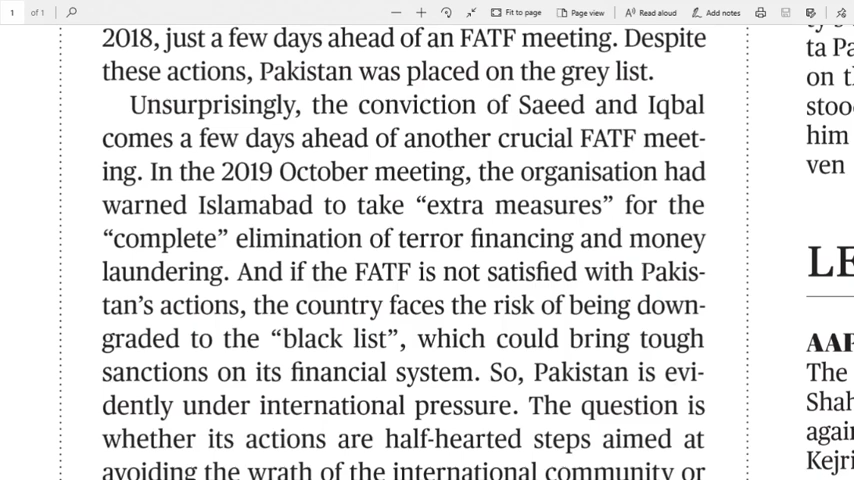 1 of 1 Fit to page Page view Read aloud Add notes
2018, just a few days ahead of an FATF meeting. Despite
these actions, Pakistan was placed on the grey list.
Unsurprisingly, the conviction of Saeed and Iqbal
comes a few days ahead of another crucial FATF meet-
ing. In the 2019 October meeting, the organisation had
warned Islamabad to take “extra measures” for the
“complete” elimination of terror financing and money
laundering. And if the FATF is not satisfied with Pakis-
tan’s actions, the country faces the risk of being down-
graded to the “black list”, which could bring tough
sanctions on its financial system. So, Pakistan is evi-
dently under international pressure. The question is
whether its actions are half-hearted steps aimed at
avoiding the wrath of the international community or
ta Pa
on t
stoo
him
ven
LE
AAP
The
Shah
again
Kejri